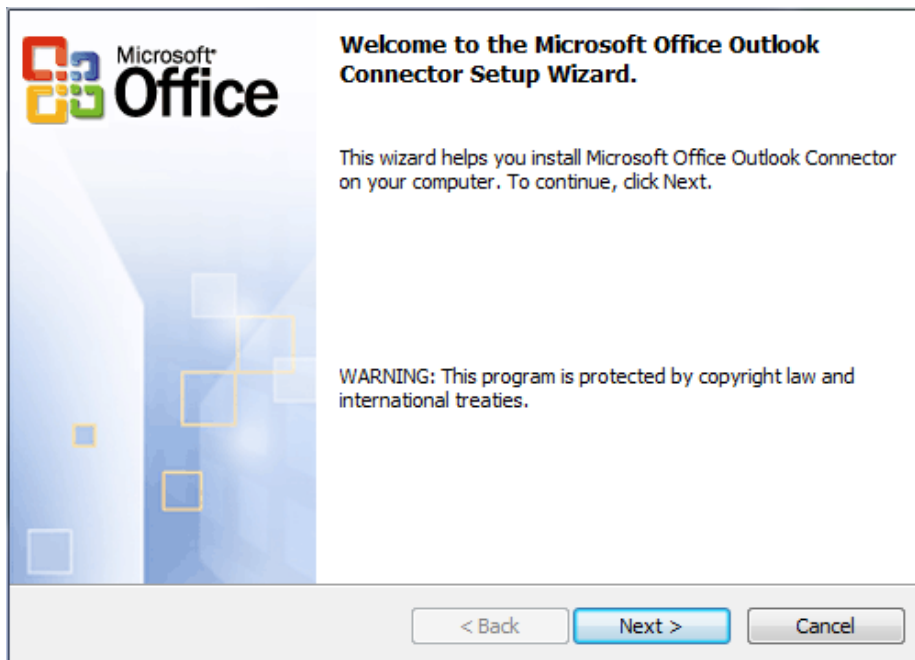 Microsoft®
Office
Welcome to the Microsoft Office Outlook
Connector Setup Wizard.
This wizard helps you install Microsoft Office Outlook Connector
on your computer. To continue, click Next.
WARNING: This program is protected by copyright law and
international treaties.
< Back Next > Cancel